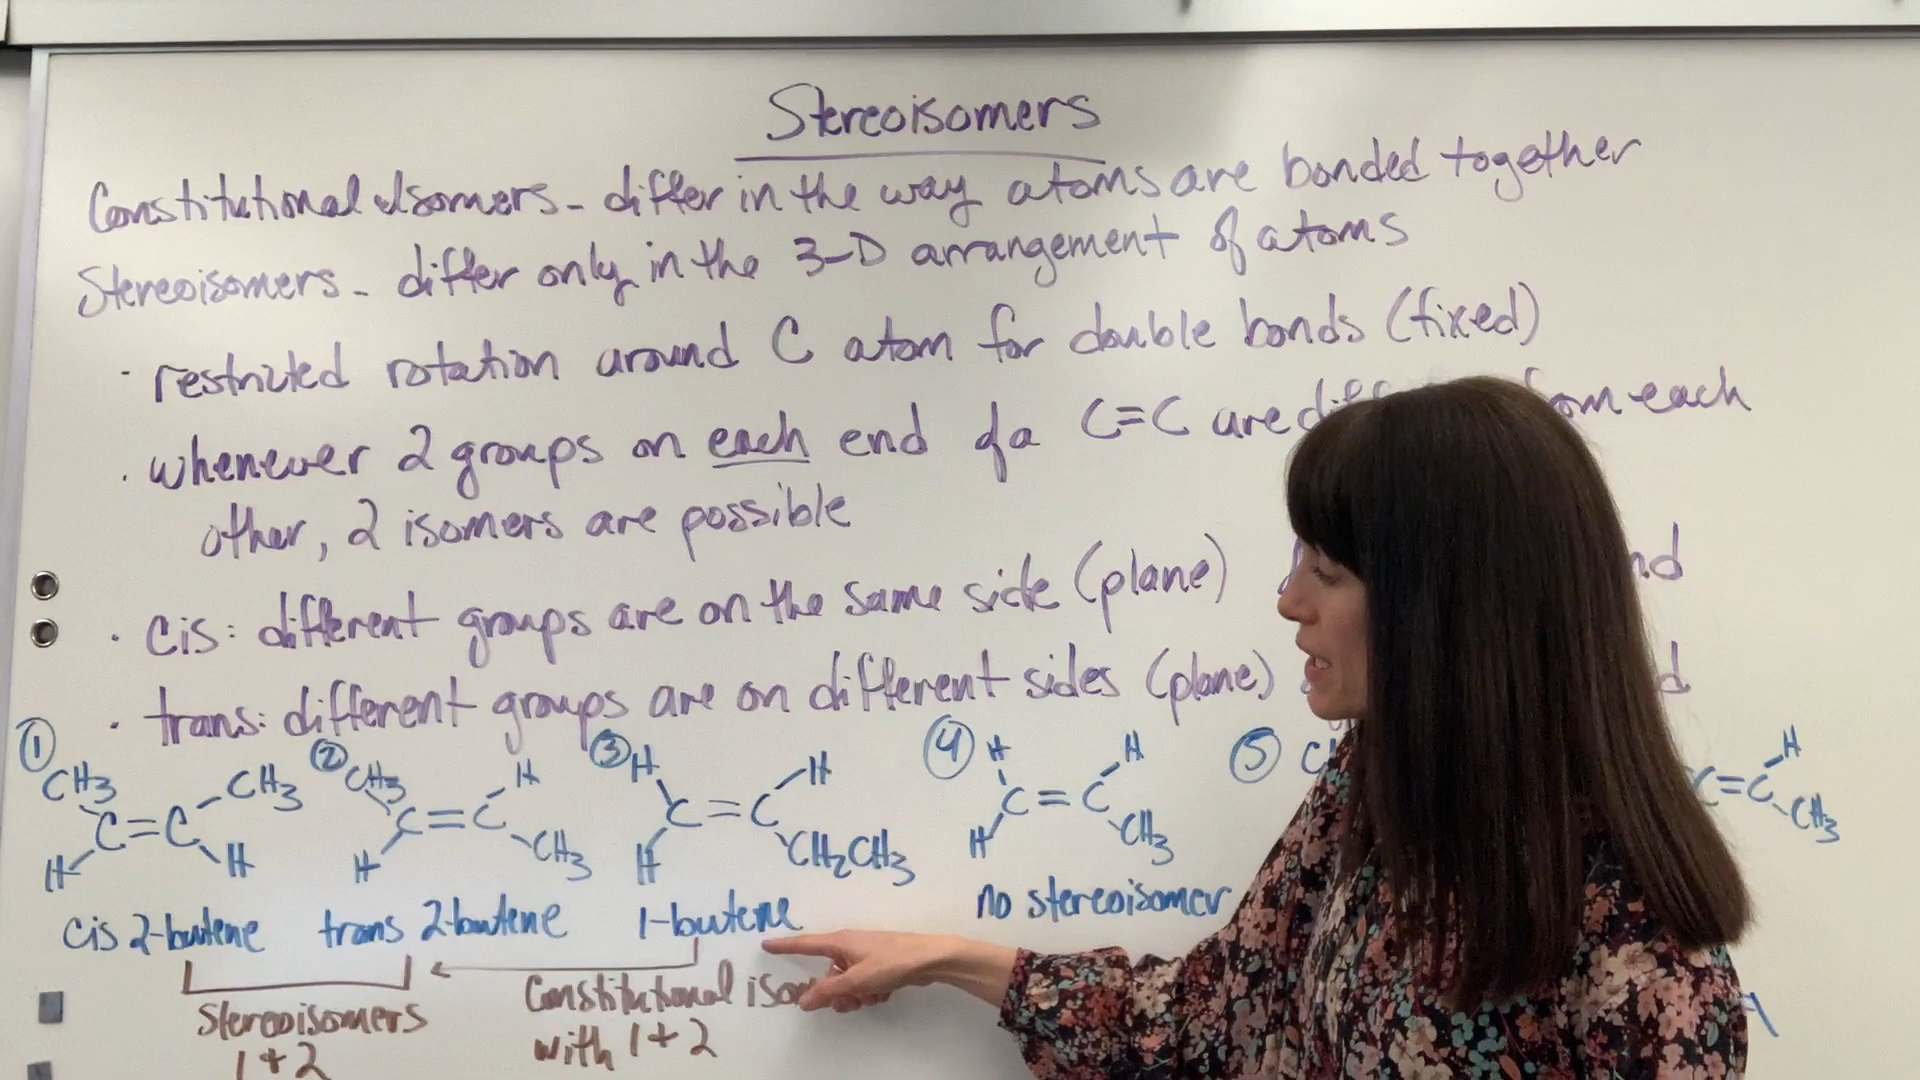 Stereoisomers
Constitutional Isomers - differ in the way atoms are bonded together
Stereoisomers - differ only in the 3-D arrangement of atoms
· restricted rotation around C atom for double bonds (fixed)
· whenever 2 groups on each end of a C=C are each
other, 2 isomers are possible
· cis: different groups are on the same side (plane)
· trans: different groups are on different sides (plane)
① ② ③ ④ ⑤
CH3 CH3 CH3 H H H H H H
C=C C=C C=C C=C C=C
H H H CH3 H CH2CH3 H CH3 CH3
cis 2-butene trans 2-butene 1-butene no stereoisomer
Stereoisomers Constitutional
1+2 with 1+2